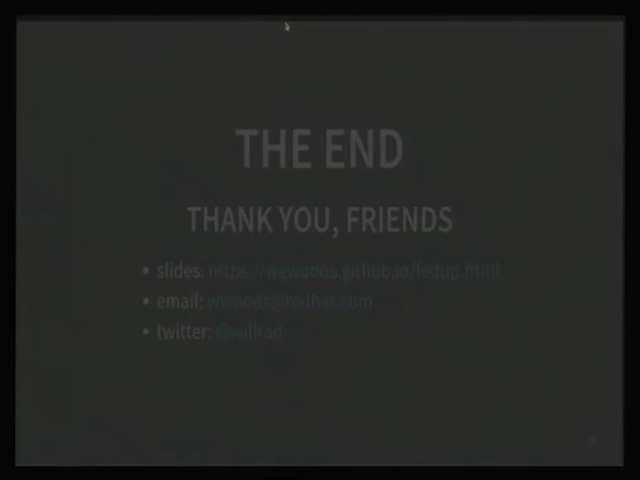 THE END
THANK YOU, FRIENDS
• slides: https://wgwoods.github.io/fedup.html
• email: wwoods@redhat.com
• twitter: @willrad